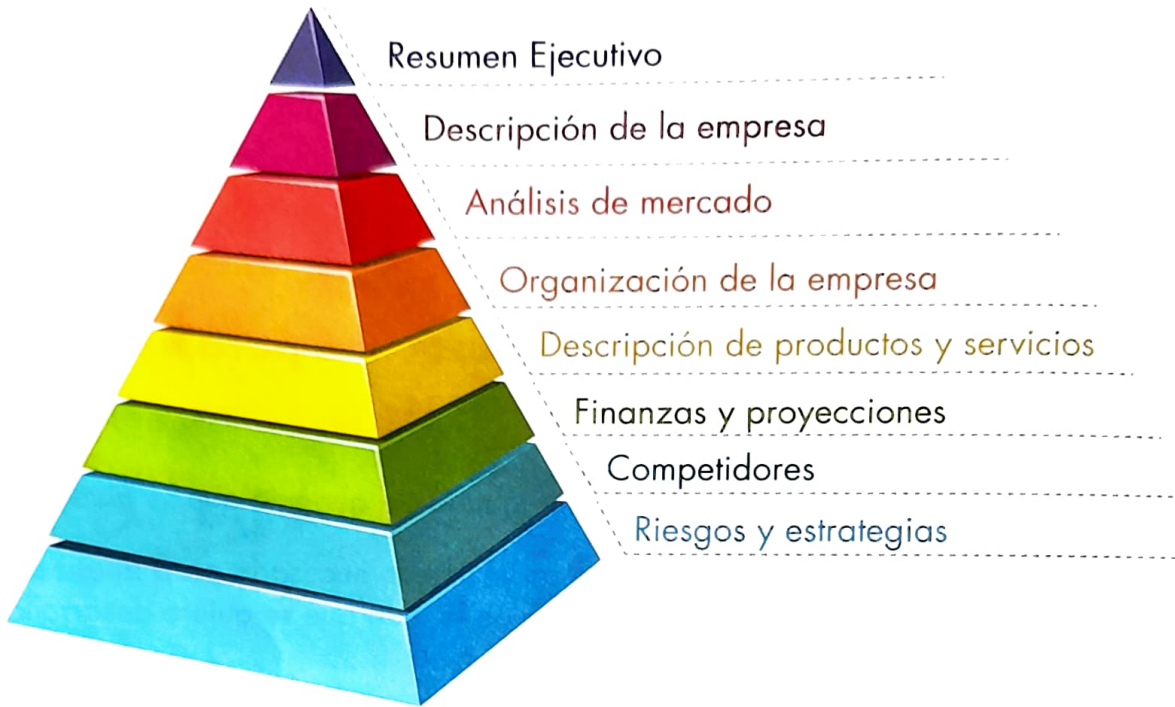 Resumen Ejecutivo
Descripción de la empresa
Análisis de mercado
Organización de la empresa
Descripción de productos y servicios
Finanzas y proyecciones
Competidores
Riesgos y estrategias